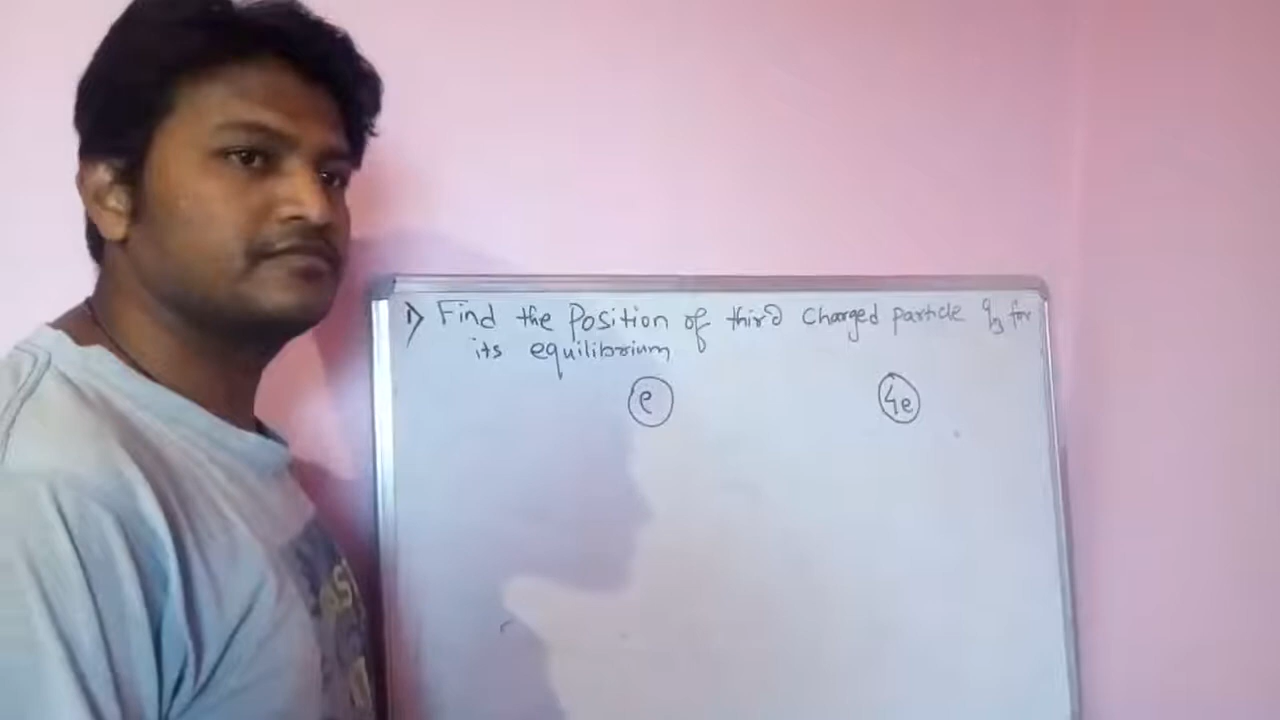 1) Find the Position of third charged particle q3 for
its equilibrium
e 4e